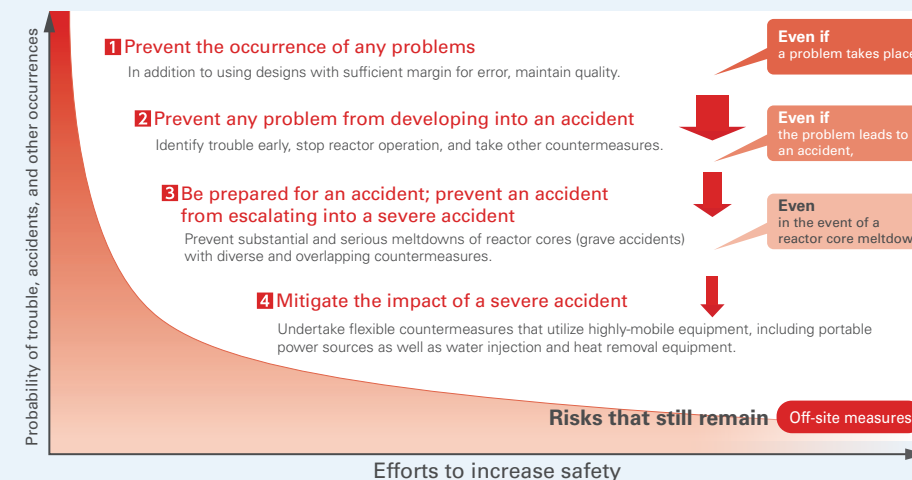 Probability of trouble, accidents, and other occurrences
1 Prevent the occurrence of any problems
In addition to using designs with sufficient margin for error, maintain quality.
Even if
a problem takes place
2 Prevent any problem from developing into an accident
Identify trouble early, stop reactor operation, and take other countermeasures.
Even if
the problem leads to
an accident,
3 Be prepared for an accident; prevent an accident
from escalating into a severe accident
Prevent substantial and serious meltdowns of reactor cores (grave accidents)
with diverse and overlapping countermeasures.
Even
in the event of a
reactor core meltdow
4 Mitigate the impact of a severe accident
Undertake flexible countermeasures that utilize highly-mobile equipment, including portable
power sources as well as water injection and heat removal equipment.
Risks that still remain
Off-site measures
Efforts to increase safety